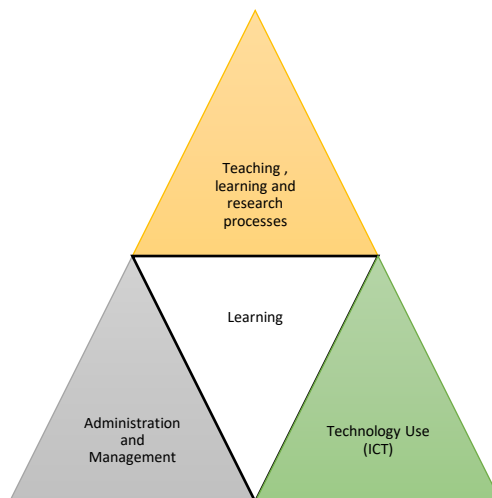 Teaching ,
learning and
research
processes
Learning
Administration
and
Management
Technology Use
(ICT)